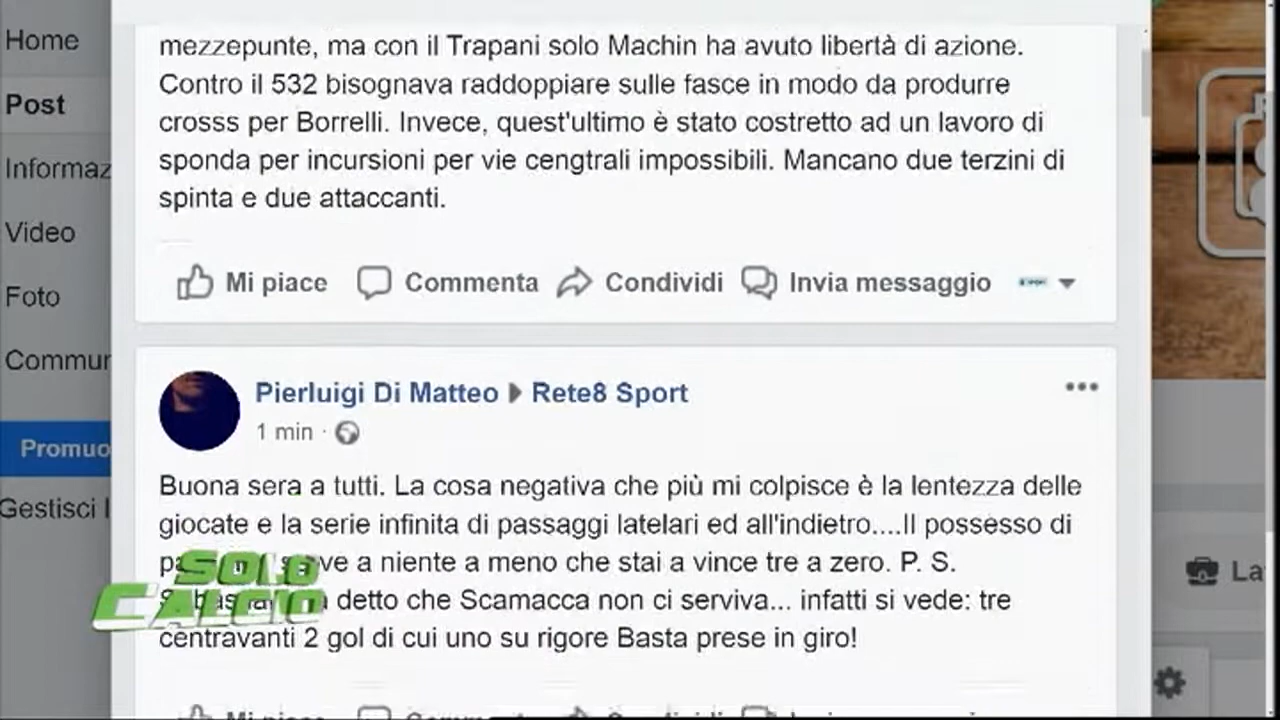 Home
Post
Informaz
Video
Foto
Commun
Promuo
Gestisci I
mezzepunte, ma con il Trapani solo Machin ha avuto libertà di azione.
Contro il 532 bisognava raddoppiare sulle fasce in modo da produrre
crosss per Borrelli. Invece, quest'ultimo è stato costretto ad un lavoro di
sponda per incursioni per vie cengtrali impossibili. Mancano due terzini di
spinta e due attaccanti.
Mi piace Commenta Condividi Invia messaggio
Pierluigi Di Matteo Rete8 Sport
1 min ·
Buona sera a tutti. La cosa negativa che più mi colpisce è la lentezza delle
giocate e la serie infinita di passaggi latelari ed all'indietro....Il possesso di
a niente a meno che stai a vince tre a zero. P. S.
detto che Scamacca non ci serviva... infatti si vede: tre
centravanti 2 gol di cui uno su rigore Basta prese in giro!
Mi piace Commenta Condividi
SOLO
CALCIO
La